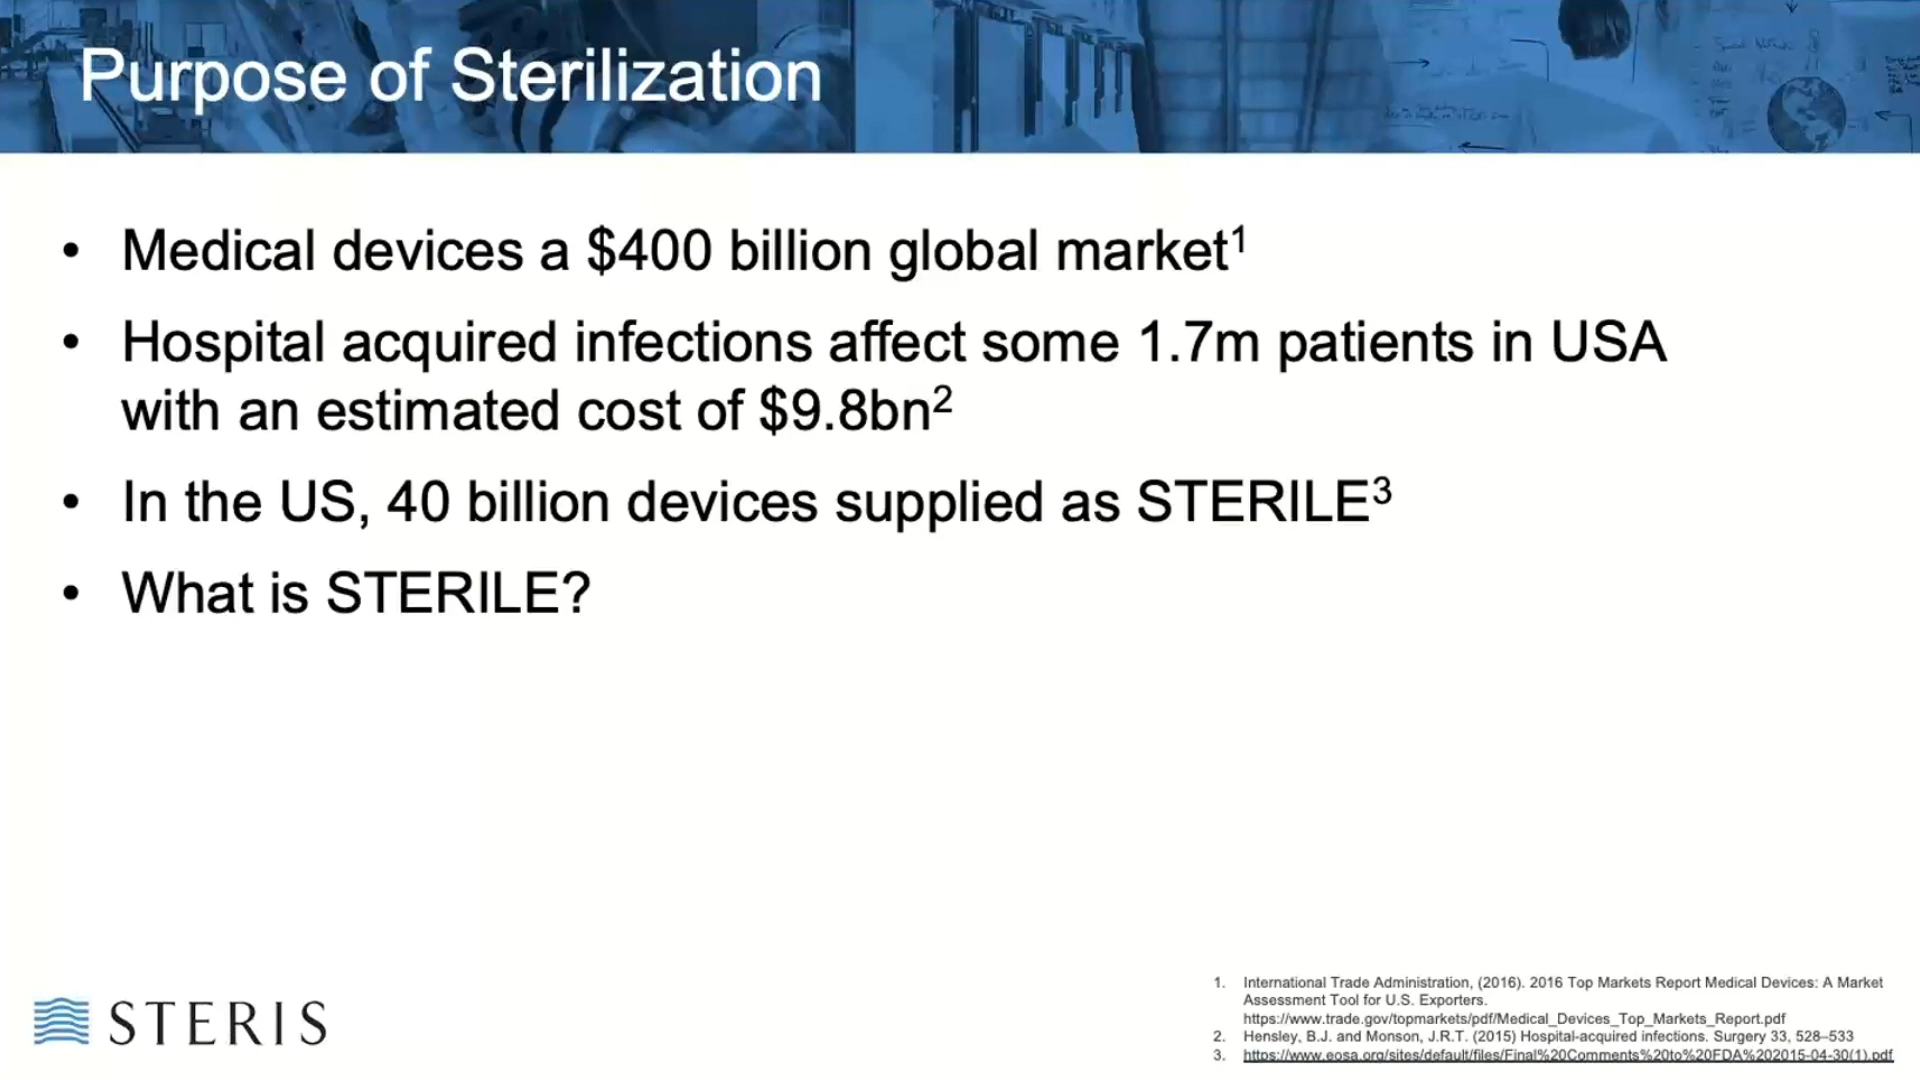 Purpose of Sterilization
• Medical devices a $400 billion global market¹
• Hospital acquired infections affect some 1.7m patients in USA
with an estimated cost of $9.8bn²
• In the US, 40 billion devices supplied as STERILE³
• What is STERILE?
STERIS
1. International Trade Administration, (2016). 2016 Top Markets Report Medical Devices: A Market
Assessment Tool for U.S. Exporters.
https://www.trade.gov/topmarkets/pdf/Medical_Devices_Top_Markets_Report.pdf
2. Hensley, B.J. and Monson, J.R.T. (2015) Hospital-acquired infections. Surgery 33, 528–533
3. https://www.eosa.org/sites/default/files/Final%20Comments%20to%20FDA%202015-04-30(1).pdf